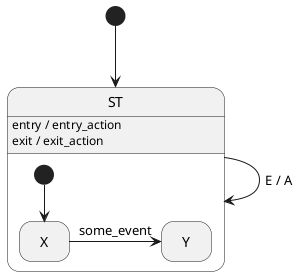 ST
entry / entry_action
exit / exit_action
E / A
some_event
X
Y